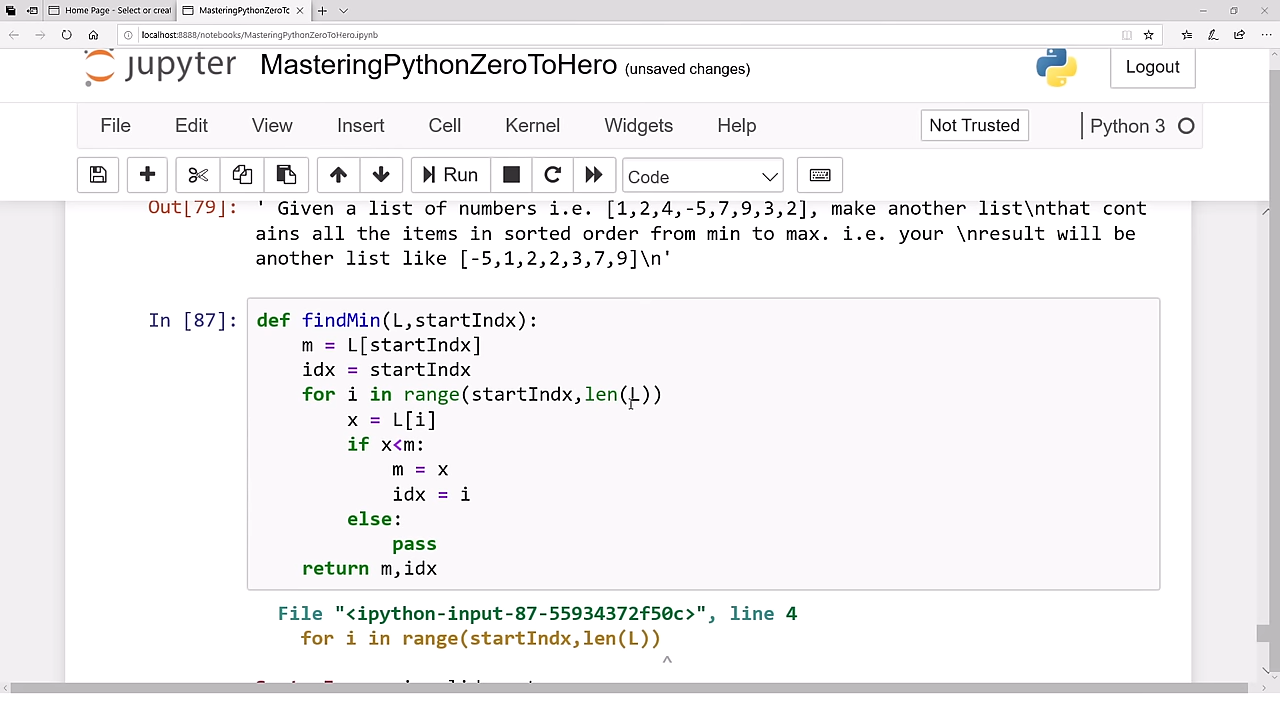 Home Page - Select or creat
MasteringPythonZeroToC
localhost:8888/notebooks/MasteringPythonZeroToHero.ipynb
jupyter MasteringPythonZeroToHero (unsaved changes)
Logout
File Edit View Insert Cell Kernel Widgets Help Not Trusted Python 3
Run Code
Out[79]: ' Given a list of numbers i.e. [1,2,4,-5,7,9,3,2], make another list\nthat cont
ains all the items in sorted order from min to max. i.e. your \nresult will be
another list like [-5,1,2,2,3,7,9]\n'
In [87]: def findMin(L,startIndx):
m = L[startIndx]
idx = startIndx
for i in range(startIndx,len(L))
x = L[i]
if x<m:
m = x
idx = i
else:
pass
return m,idx
File "<ipython-input-87-55934372f50c>", line 4
for i in range(startIndx,len(L))
^